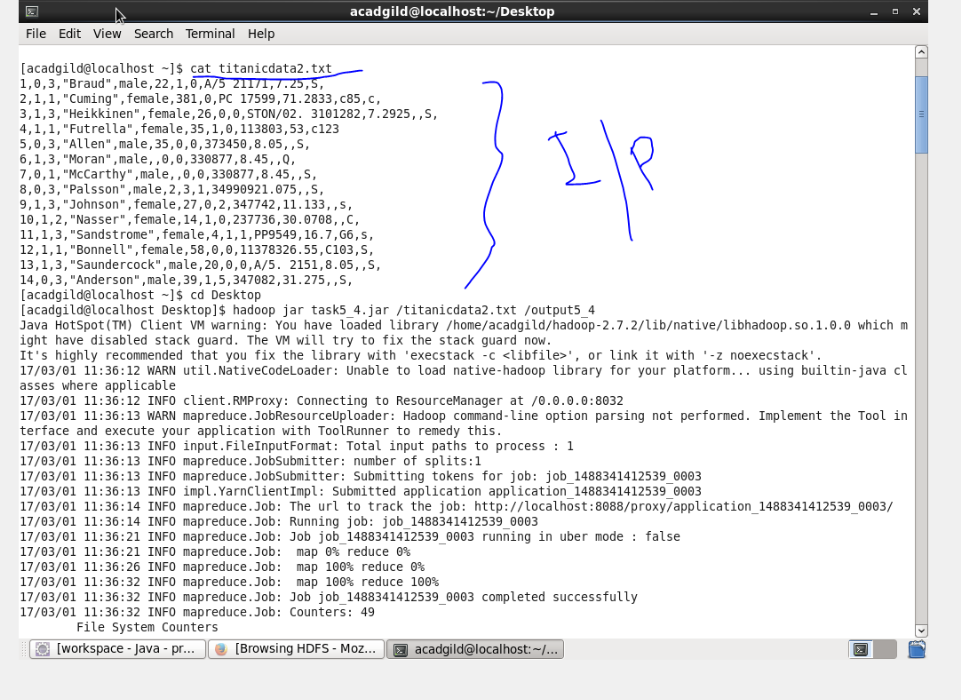 acadgild@localhost:~/Desktop
File Edit View Search Terminal Help
[acadgild@localhost ~]$ cat titanicdata2.txt
1,0,3,"Braud",male,22,1,0,A/5 21171,7.25,S,
2,1,1,"Cuming",female,381,0,PC 17599,71.2833,c85,c,
3,1,3,"Heikkinen",female,26,0,0,STON/02. 3101282,7.2925,,S,
4,1,1,"Futrella",female,35,1,0,113803,53,c123
5,0,3,"Allen",male,35,0,0,373450,8.05,,S,
6,1,3,"Moran",male,,0,0,330877,8.45,,Q,
7,0,1,"McCarthy",male,,0,0,330877,8.45,,S,
8,0,3,"Palsson",male,2,3,1,34990921.075,,S,
9,1,3,"Johnson",female,27,0,2,347742,11.133,,s,
10,1,2,"Nasser",female,14,1,0,237736,30.0708,,C,
11,1,3,"Sandstrome",female,4,1,1,PP9549,16.7,G6,s,
12,1,1,"Bonnell",female,58,0,0,11378326.55,C103,S,
13,1,3,"Saundercock",male,20,0,0,A/5. 2151,8.05,,S,
14,0,3,"Anderson",male,39,1,5,347082,31.275,,S,
I/P
[acadgild@localhost ~]$ cd Desktop
[acadgild@localhost Desktop]$ hadoop jar task5_4.jar /titanicdata2.txt /output5_4
Java HotSpot(TM) Client VM warning: You have loaded library /home/acadgild/hadoop-2.7.2/lib/native/libhadoop.so.1.0.0 which m
ight have disabled stack guard. The VM will try to fix the stack guard now.
It's highly recommended that you fix the library with 'execstack -c <libfile>', or link it with '-z noexecstack'.
17/03/01 11:36:12 WARN util.NativeCodeLoader: Unable to load native-hadoop library for your platform... using builtin-java cl
asses where applicable
17/03/01 11:36:12 INFO client.RMProxy: Connecting to ResourceManager at /0.0.0.0:8032
17/03/01 11:36:13 WARN mapreduce.JobResourceUploader: Hadoop command-line option parsing not performed. Implement the Tool in
terface and execute your application with ToolRunner to remedy this.
17/03/01 11:36:13 INFO input.FileInputFormat: Total input paths to process : 1
17/03/01 11:36:13 INFO mapreduce.JobSubmitter: number of splits:1
17/03/01 11:36:13 INFO mapreduce.JobSubmitter: Submitting tokens for job: job_1488341412539_0003
17/03/01 11:36:13 INFO impl.YarnClientImpl: Submitted application application_1488341412539_0003
17/03/01 11:36:14 INFO mapreduce.Job: The url to track the job: http://localhost:8088/proxy/application_1488341412539_0003/
17/03/01 11:36:14 INFO mapreduce.Job: Running job: job_1488341412539_0003
17/03/01 11:36:21 INFO mapreduce.Job: Job job_1488341412539_0003 running in uber mode : false
17/03/01 11:36:21 INFO mapreduce.Job:  map 0% reduce 0%
17/03/01 11:36:26 INFO mapreduce.Job:  map 100% reduce 0%
17/03/01 11:36:32 INFO mapreduce.Job:  map 100% reduce 100%
17/03/01 11:36:32 INFO mapreduce.Job: Job job_1488341412539_0003 completed successfully
17/03/01 11:36:32 INFO mapreduce.Job: Counters: 49
File System Counters
[workspace - Java - pr... [Browsing HDFS - Moz... acadgild@localhost:~/...